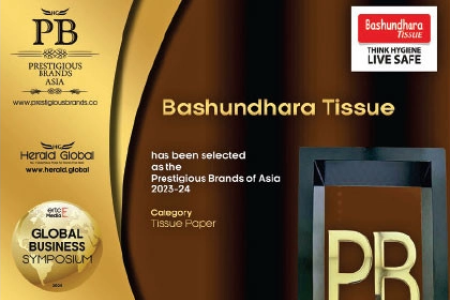 PB
PRESTIGIOUS
BRANDS
ASIA
www.prestigiousbrands.co
Herald Global
www.herald.global
ertc
Media E
GLOBAL
BUSINESS
SYMPOSIUM
Bashundhara
TISSUE
THINK HYGIENE
LIVE SAFE
Bashundhara Tissue
has been selected
as the
Prestigious Brands of Asia
2023-24
Category
Tissue Paper
PB